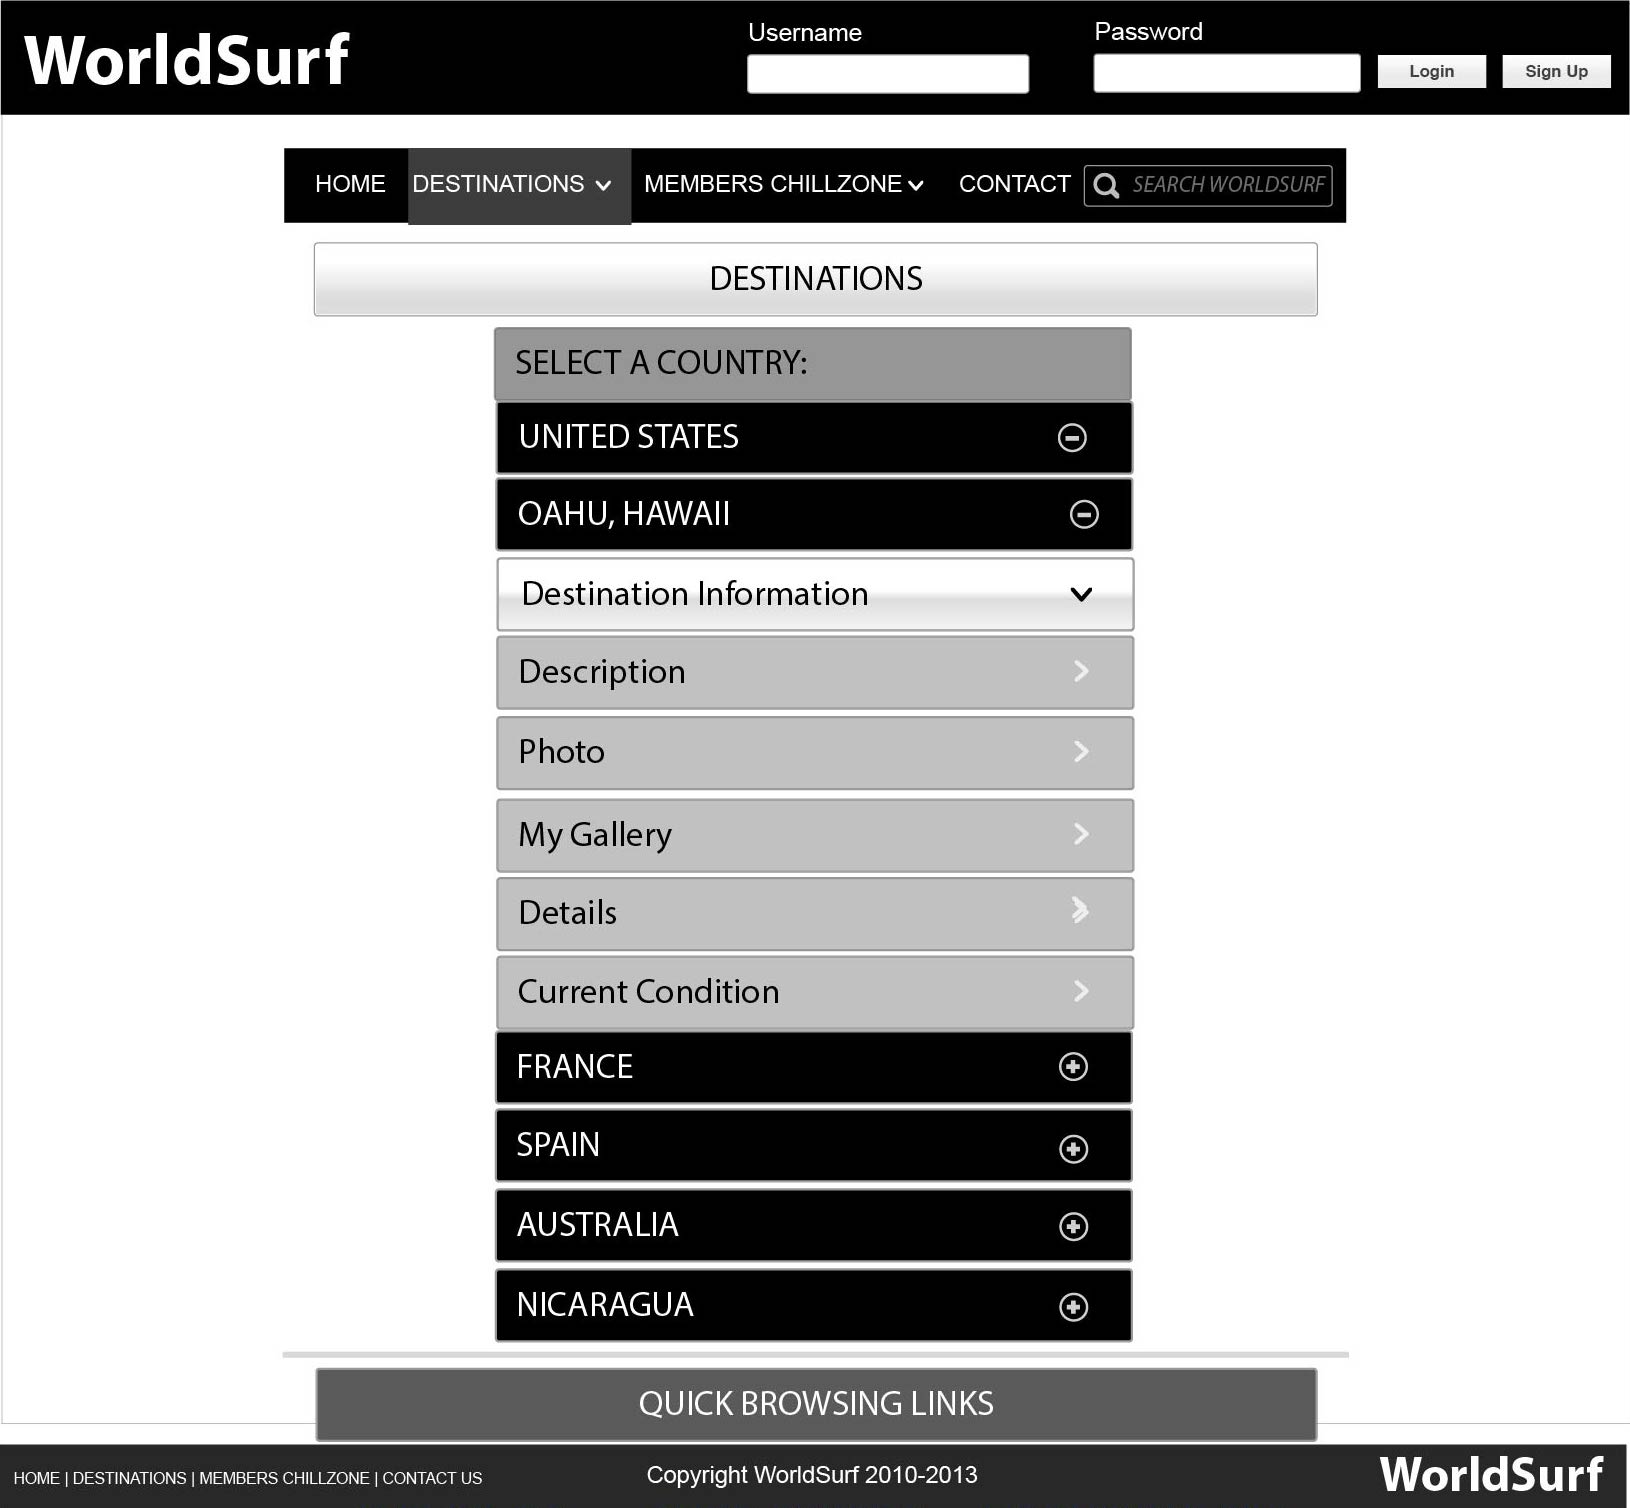 WorldSurf
Username
Password
Login
Sign Up
HOME DESTINATIONS MEMBERS CHILLZONE CONTACT SEARCH WORLDSURF
DESTINATIONS
SELECT A COUNTRY:
UNITED STATES
OAHU, HAWAII
Destination Information
Description
Photo
My Gallery
Details
Current Condition
FRANCE
SPAIN
AUSTRALIA
NICARAGUA
QUICK BROWSING LINKS
HOME | DESTINATIONS | MEMBERS CHILLZONE | CONTACT US
Copyright WorldSurf 2010-2013
WorldSurf